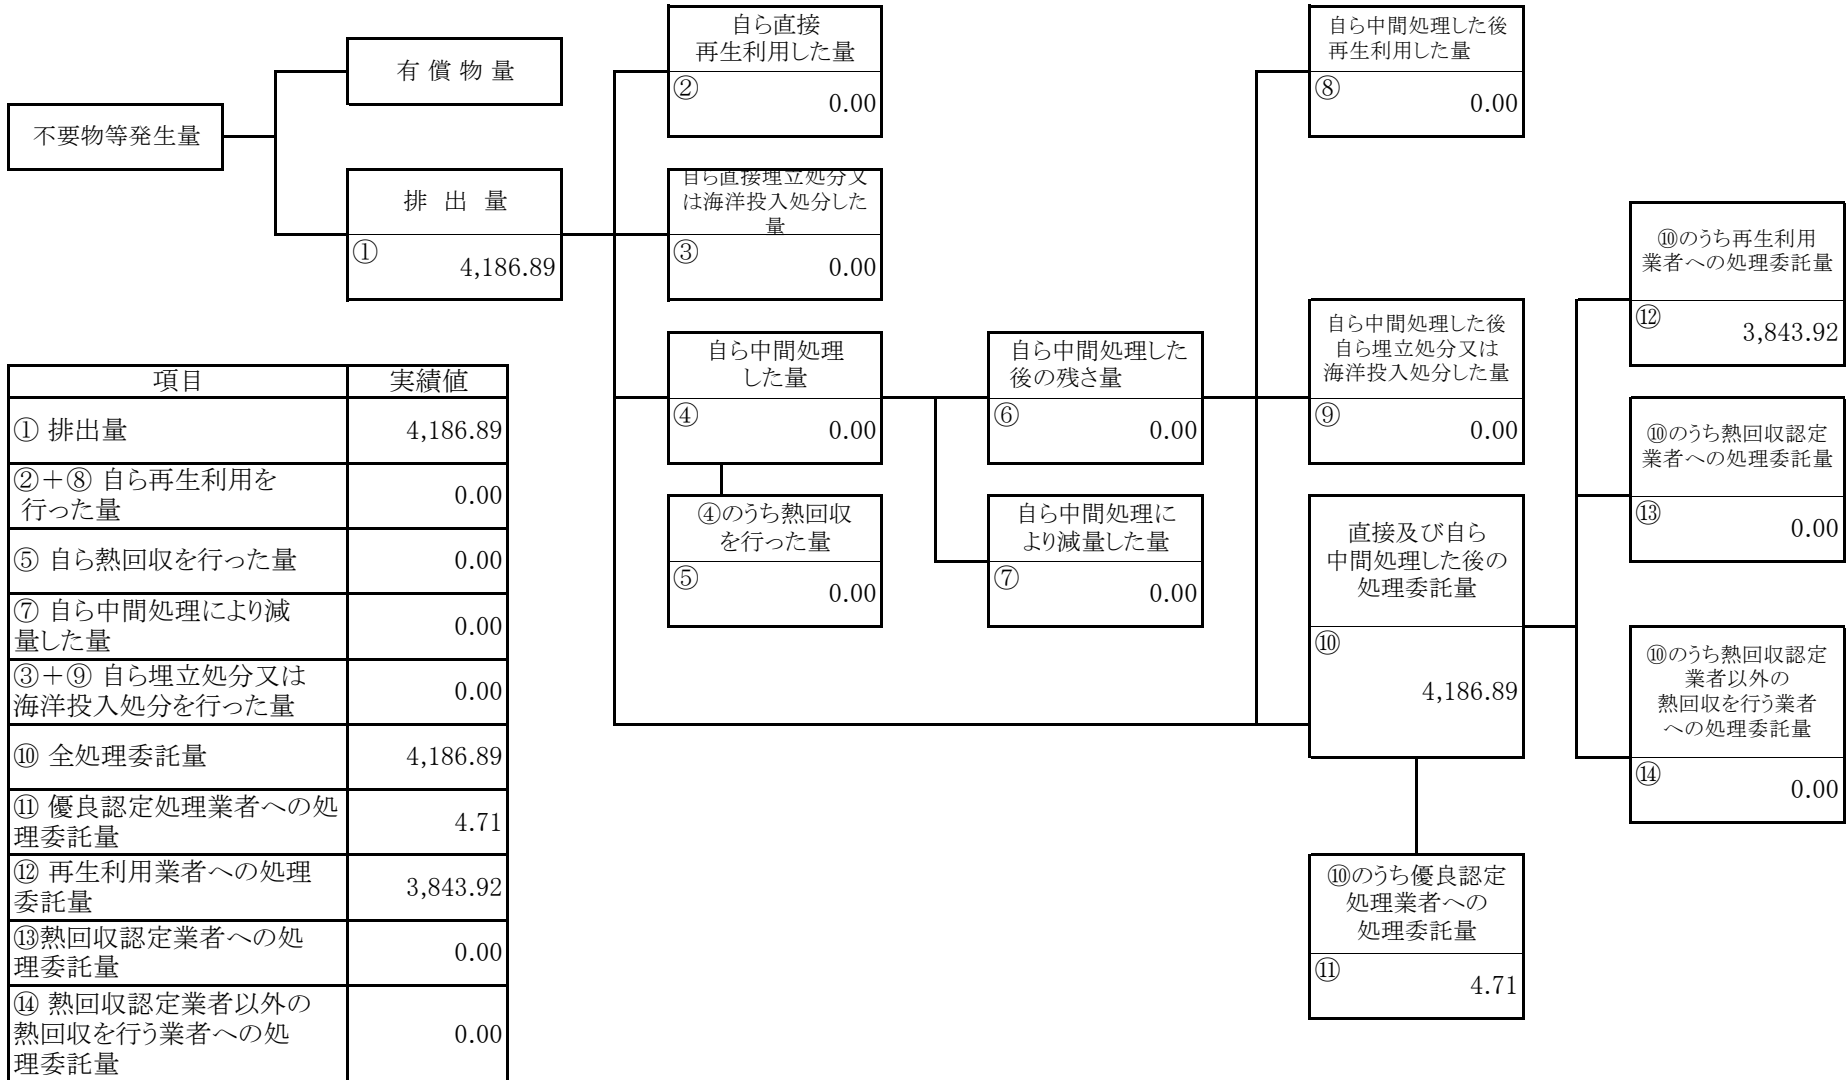 不要物等発生量
有 償 物 量
排 出 量
① 4,186.89
自ら直接
再生利用した量
② 0.00
自ら直接埋立処分又
は海洋投入処分した
量
③ 0.00
自ら中間処理
した量
④ 0.00
④のうち熱回収
を行った量
⑤ 0.00
自ら中間処理した
後の残さ量
⑥ 0.00
自ら中間処理に
より減量した量
⑦ 0.00
自ら中間処理した後
再生利用した量
⑧ 0.00
自ら中間処理した後
自ら埋立処分又は
海洋投入処分した量
⑨ 0.00
直接及び自ら
中間処理した後の
処理委託量
⑩
4,186.89
⑩のうち優良認定
処理業者への
処理委託量
⑪ 4.71
⑩のうち再生利用
業者への処理委託量
⑫ 3,843.92
⑩のうち熱回収認定
業者への処理委託量
⑬ 0.00
⑩のうち熱回収認定
業者以外の
熱回収を行う業者
への処理委託量
⑭ 0.00
項目 実績値
① 排出量 4,186.89
②＋⑧ 自ら再生利用を
行った量 0.00
⑤ 自ら熱回収を行った量 0.00
⑦ 自ら中間処理により減
量した量 0.00
③＋⑨ 自ら埋立処分又は
海洋投入処分を行った量 0.00
⑩ 全処理委託量 4,186.89
⑪ 優良認定処理業者への処
理委託量 4.71
⑫ 再生利用業者への処理
委託量 3,843.92
⑬熱回収認定業者への処
理委託量 0.00
⑭ 熱回収認定業者以外の
熱回収を行う業者への処
理委託量 0.00